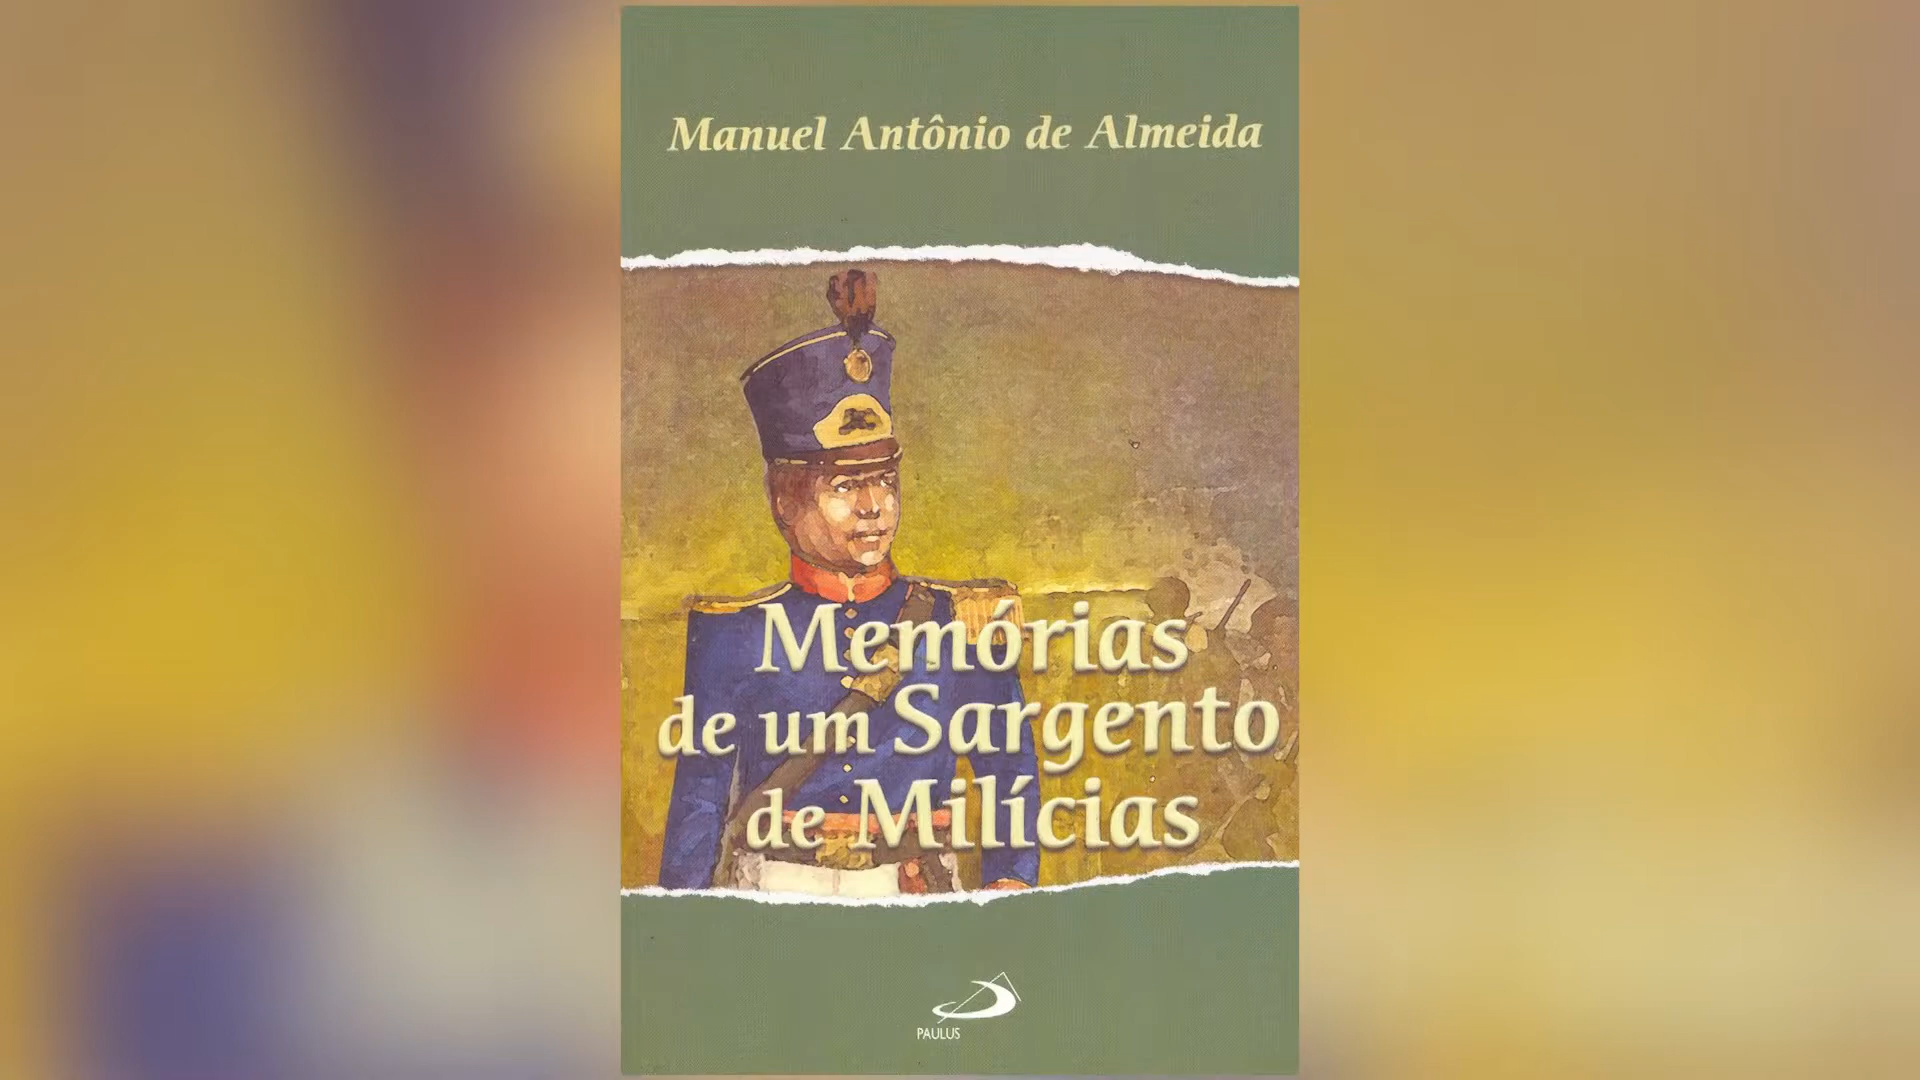 Manuel Antônio de Almeida
Memórias
de um Sargento
de Milícias
PAULUS